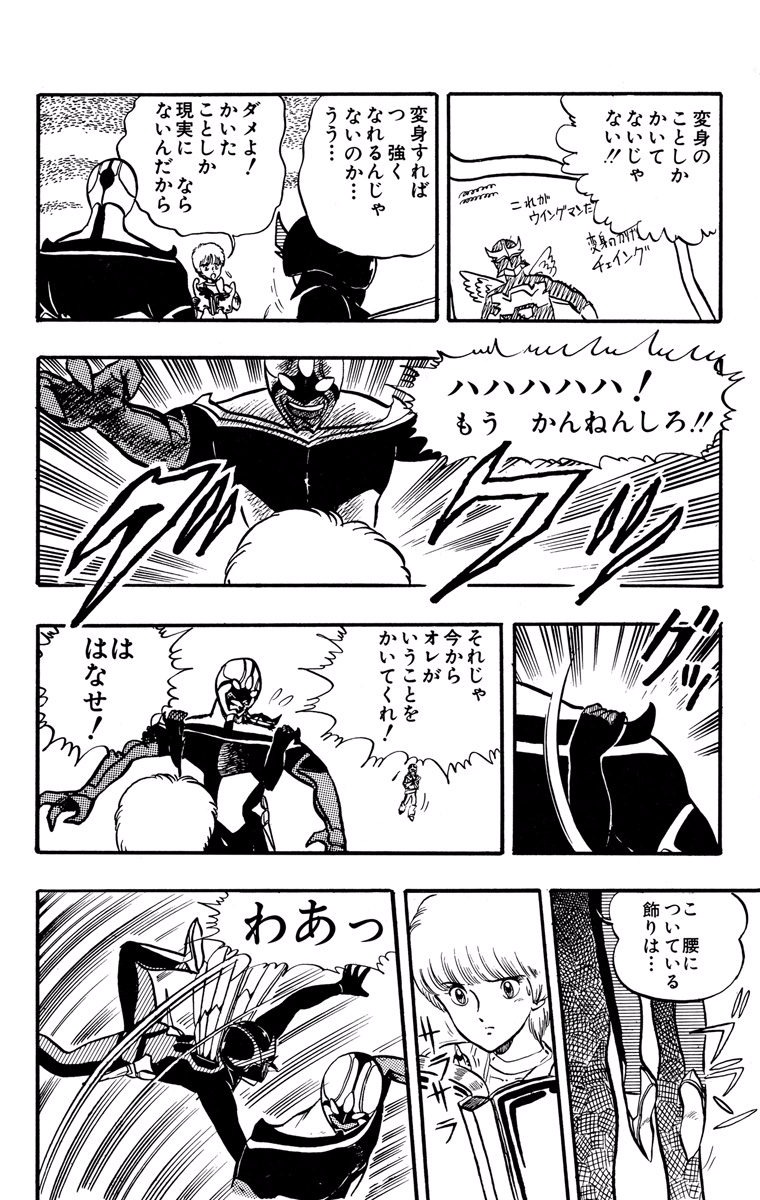 変身の
ことしか
かいて
ないじゃ
ない!!
これが
ウイングマンだ
変身のかけ
チェイング
変身すれば
つ 強く
なれるんじゃ
ないのか…
うう…
ダメよ!
かいた
ことしか
現実に なら
ないんだから
ハハハハハ!
もう かんねんしろ!!
グワッ
グッ
それじゃ
今から
オレが
いうことを
かいてくれ!
は
はなせ!
こ 腰に
ついている
飾りは…
サラサラ
わあっ